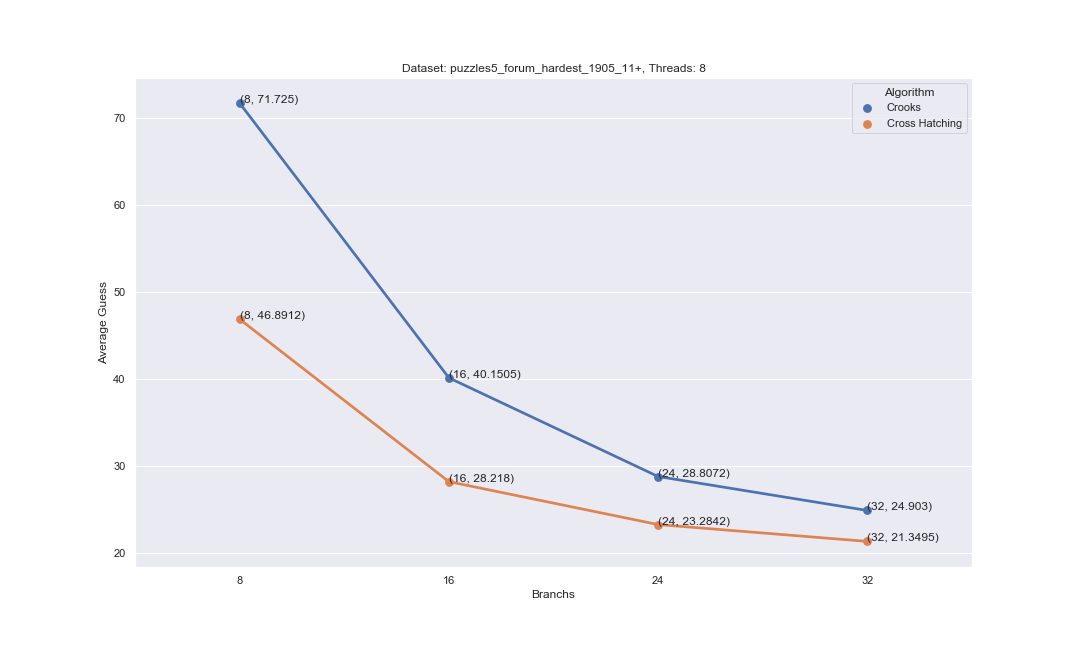 Dataset: puzzles5_forum_hardest_1905_11+, Threads: 8
Algorithm
Crooks
Cross Hatching
(8, 71.725)
(8, 46.8912)
(16, 40.1505)
(16, 28.218)
(24, 28.8072)
(24, 23.2842)
(32, 24.903)
(32, 21.3495)
Average Guess
70
60
50
40
30
20
8 16 24 32
Branchs